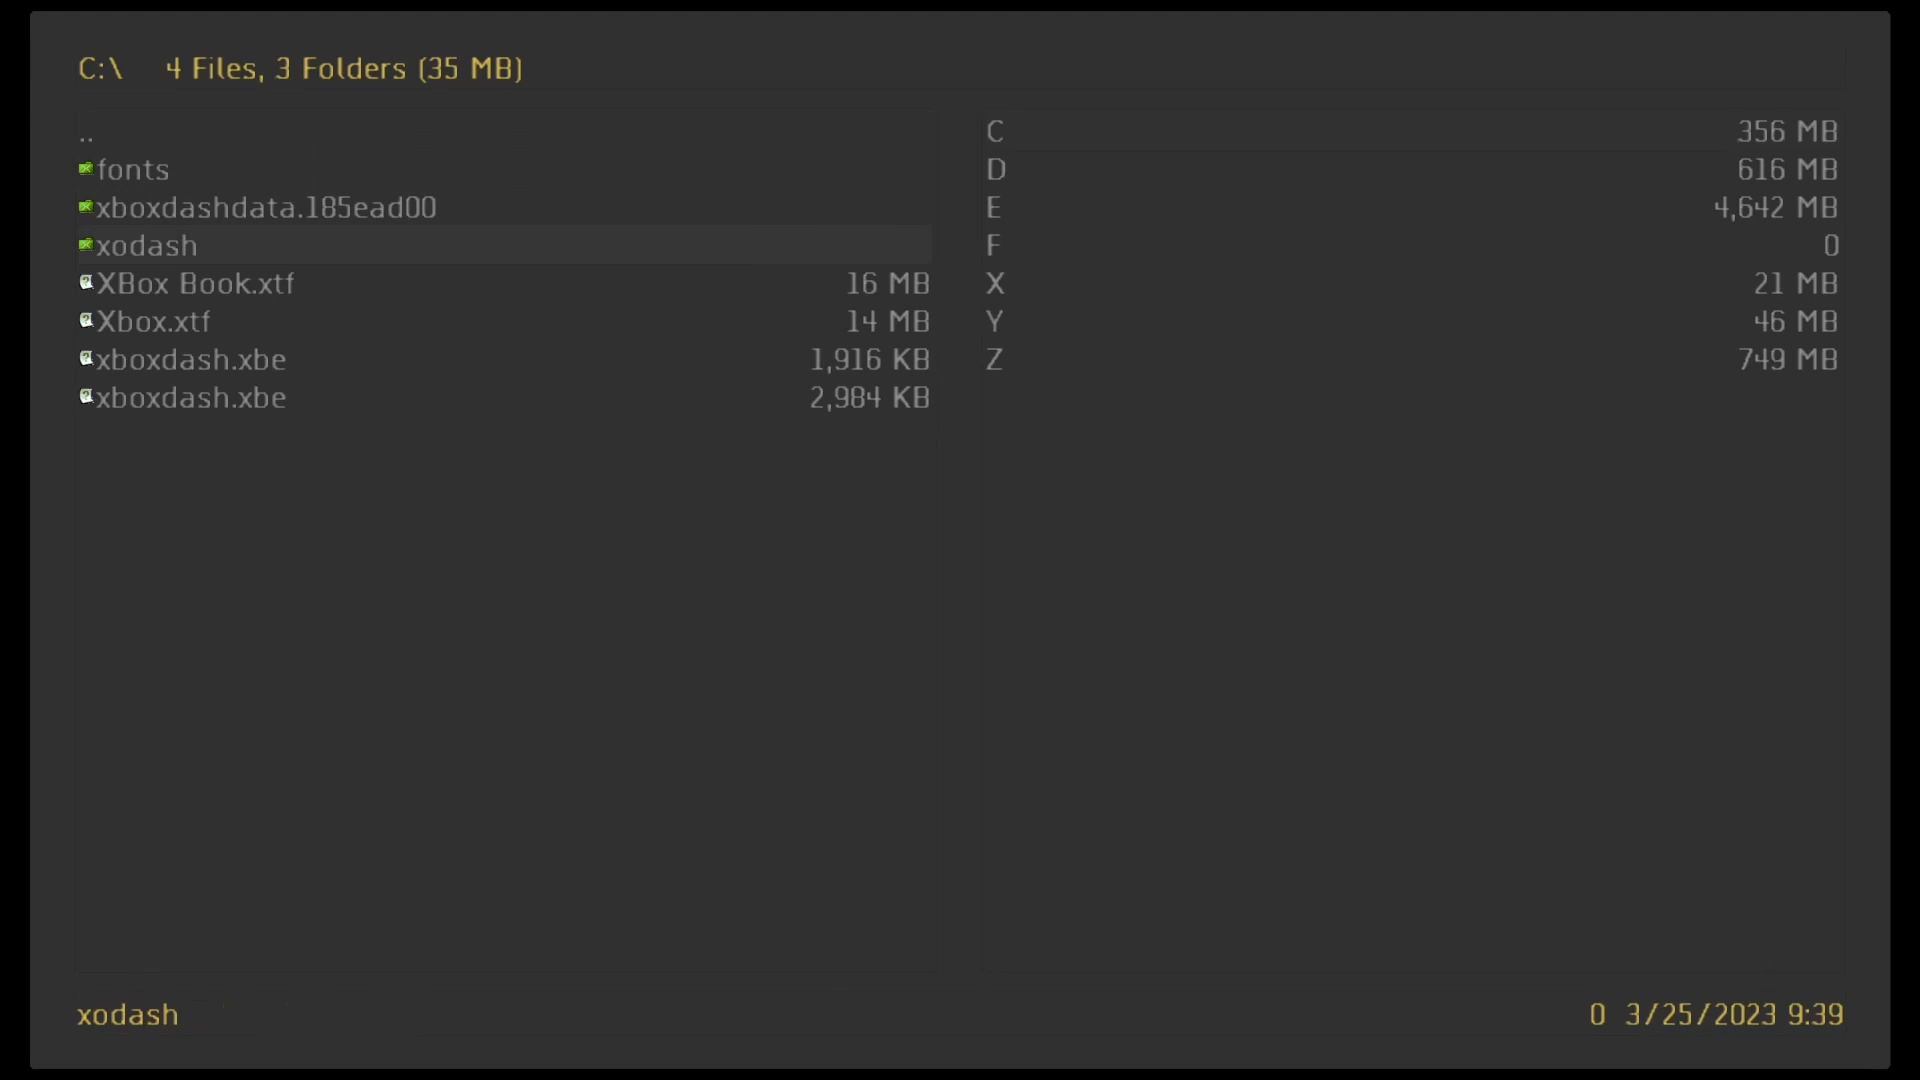 C:\ 4 Files, 3 Folders (35 MB)
..
fonts
xboxdashdata.185ead00
xodash
XBox Book.xtf 16 MB
Xbox.xtf 14 MB
xboxdash.xbe 1,916 KB
xboxdash.xbe 2,984 KB
C 356 MB
D 616 MB
E 4,642 MB
F 0
X 21 MB
Y 46 MB
Z 749 MB
xodash 0 3/25/2023 9:39